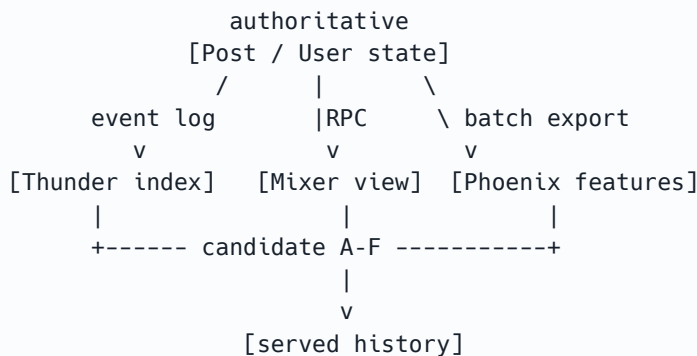 authoritative
[Post / User state]
/ | \
event log |RPC \ batch export
v v v
[Thunder index] [Mixer view] [Phoenix features]
| | |
+------ candidate A-F -----------+
|
v
[served history]